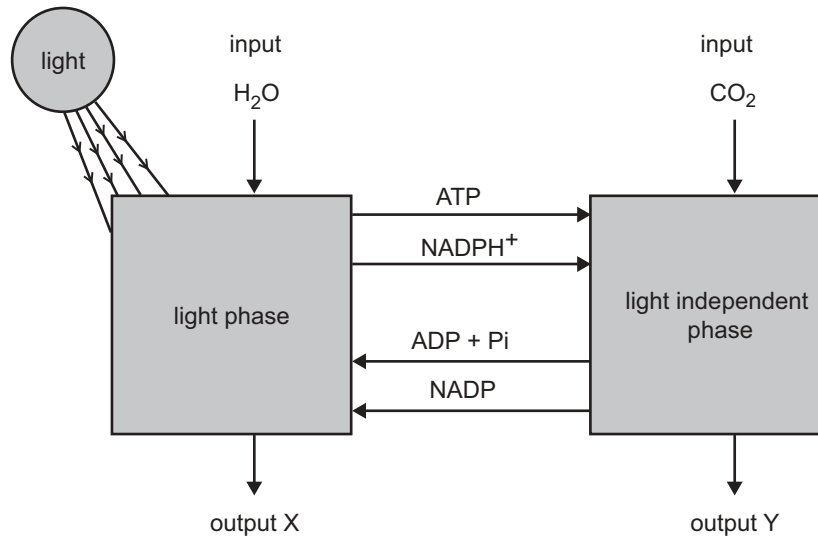 input
input
light
H₂O
CO₂
ATP
NADPH⁺
light phase
light independent
phase
ADP + Pi
NADP
output X
output Y